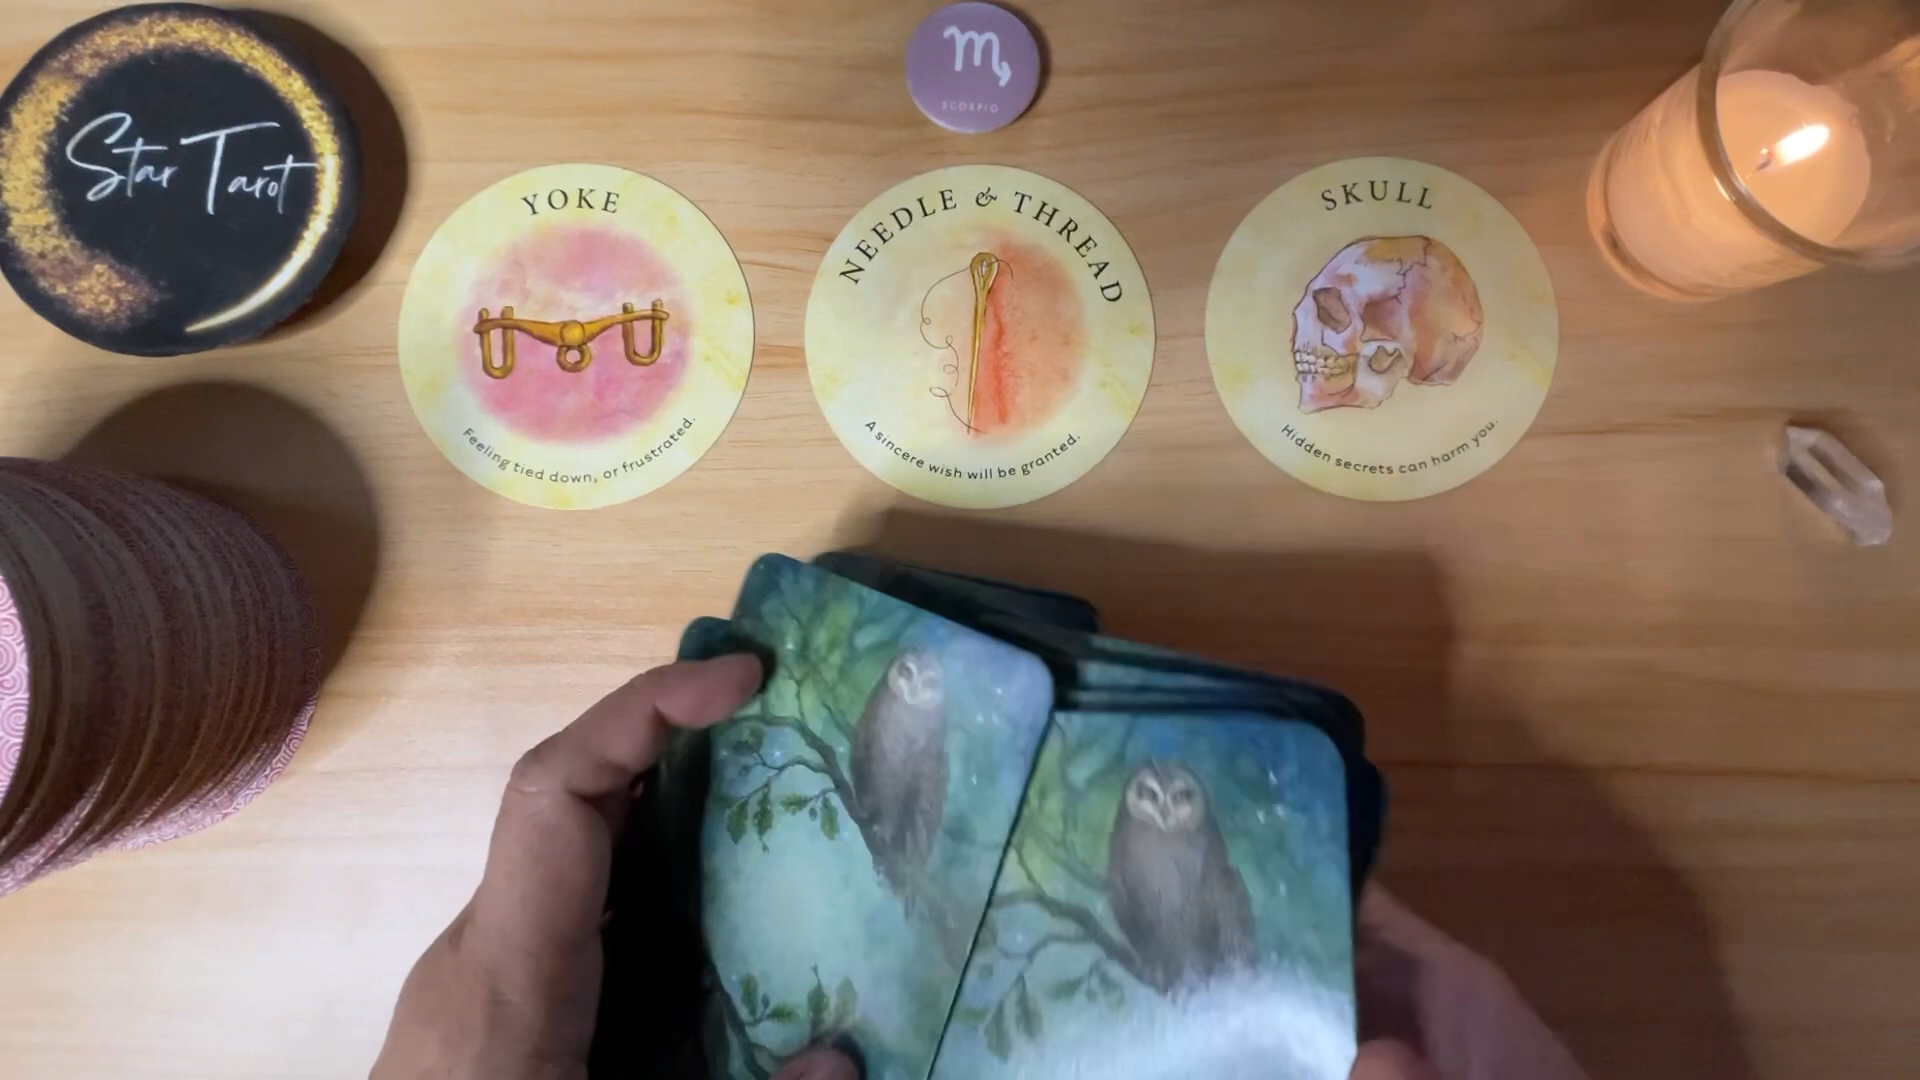 Star Tarot
SCORPIO
YOKE
Feeling tied down, or frustrated.
NEEDLE & THREAD
A sincere wish will be granted.
SKULL
Hidden secrets can harm you.